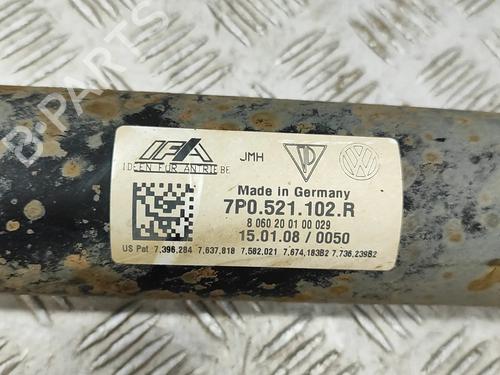 B-PARTS
IFA
IDEEN FÜR ANTRIEBE
JMH
Made in Germany
7P0.521.102.R
8 060 20 01 00 029
15.01.08 / 0050
US Pat 7,396,284 7,637,818 7,582,021 7,674,183B2 7,736,239B2